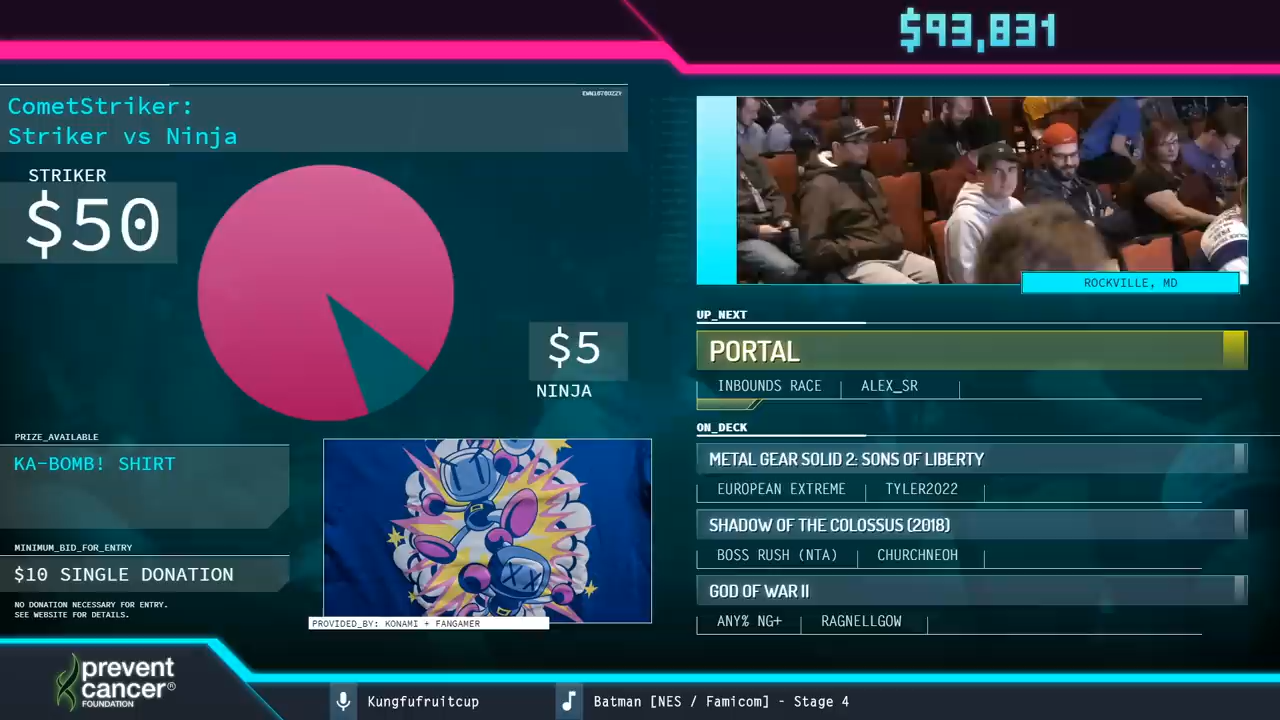 $93,831
CometStriker:
Striker vs Ninja
STRIKER
$50
$5
NINJA
PRIZE_AVAILABLE
KA-BOMB! SHIRT
MINIMUM_BID_FOR_ENTRY
$10 SINGLE DONATION
NO DONATION NECESSARY FOR ENTRY.
SEE WEBSITE FOR DETAILS.
PROVIDED_BY: KONAMI + FANGAMER
ROCKVILLE, MD
UP_NEXT
PORTAL
INBOUNDS RACE ALEX_SR
ON_DECK
METAL GEAR SOLID 2: SONS OF LIBERTY
EUROPEAN EXTREME TYLER2022
SHADOW OF THE COLOSSUS (2018)
BOSS RUSH (NTA) CHURCHNEOH
GOD OF WAR II
ANY% NG+ RAGNELLGOW
prevent
cancer®
FOUNDATION
Kungfufruitcup
Batman [NES / Famicom] - Stage 4